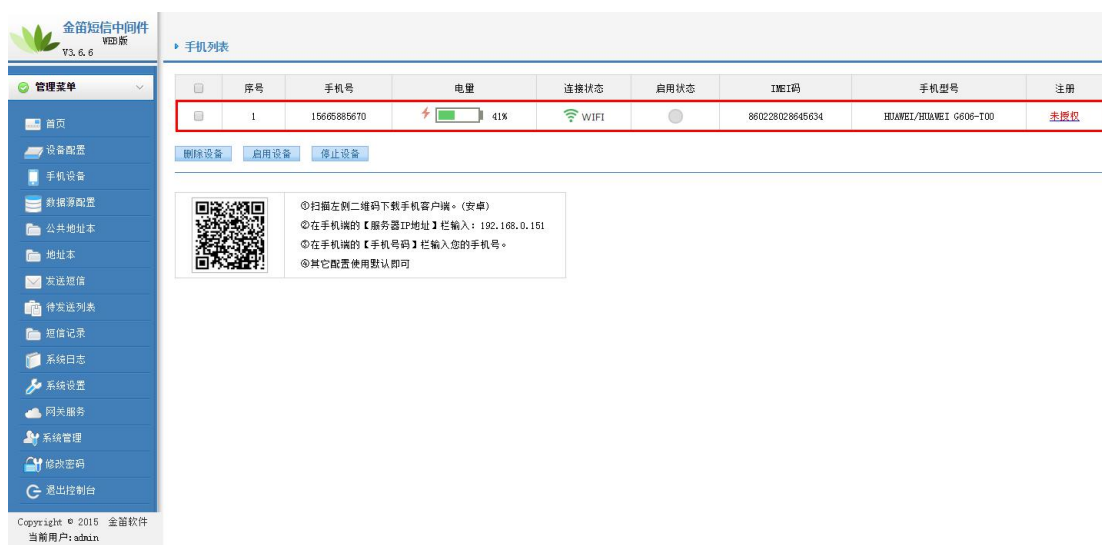 金笛短信中间件
WEB版
V3.6.6
手机列表
管理菜单
首页
设备配置
手机设备
数据源配置
公共地址本
地址本
发送短信
待发送列表
短信记录
系统日志
系统设置
网关服务
系统管理
修改密码
退出控制台
Copyright © 2015 金笛软件
当前用户:admin
序号 手机号 电量 连接状态 启用状态 IMEI码 手机型号 注册
1 15665885670 41% WIFI 860228028645634 HUAWEI/HUAWEI G606-T00 未授权
删除设备 启用设备 停止设备
①扫描左侧二维码下载手机客户端。(安卓)
②在手机端的【服务器IP地址】栏输入: 192.168.0.151
③在手机端的【手机号码】栏输入您的手机号。
④其它配置使用默认即可